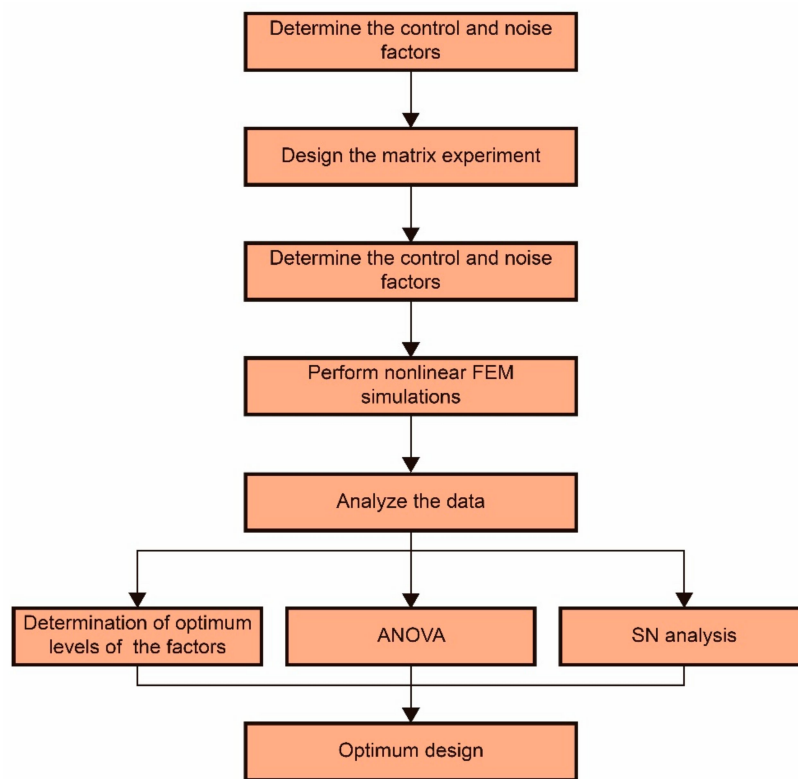 Determine the control and noise
factors
Design the matrix experiment
Determine the control and noise
factors
Perform nonlinear FEM
simulations
Analyze the data
Determination of optimum
levels of the factors
ANOVA
SN analysis
Optimum design